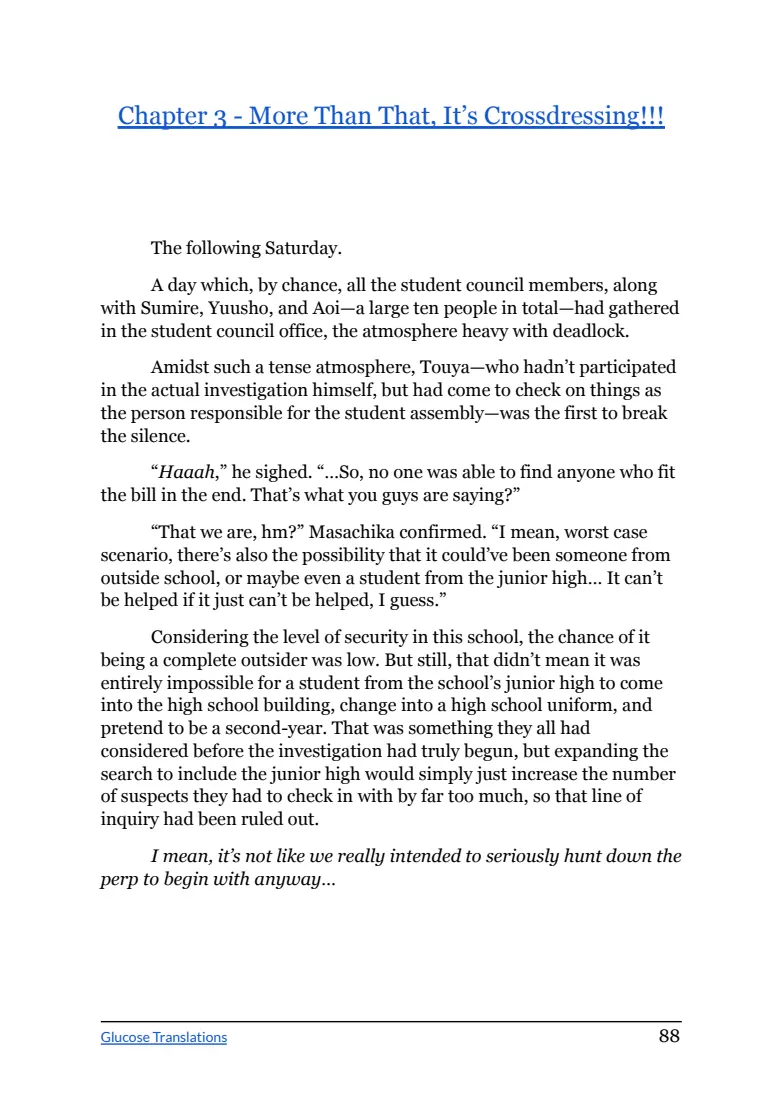 Chapter 3 - More Than That, It's Crossdressing!!!
The following Saturday.
A day which, by chance, all the student council members, along
with Sumire, Yuusho, and Aoi—a large ten people in total—had gathered
in the student council office, the atmosphere heavy with deadlock.
Amidst such a tense atmosphere, Touya—who hadn't participated
in the actual investigation himself, but had come to check on things as
the person responsible for the student assembly—was the first to break
the silence.
“Haaah,” he sighed. “…So, no one was able to find anyone who fit
the bill in the end. That’s what you guys are saying?”
“That we are, hm?” Masachika confirmed. “I mean, worst case
scenario, there’s also the possibility that it could’ve been someone from
outside school, or maybe even a student from the junior high… It can’t
be helped if it just can’t be helped, I guess.”
Considering the level of security in this school, the chance of it
being a complete outsider was low. But still, that didn’t mean it was
entirely impossible for a student from the school’s junior high to come
into the high school building, change into a high school uniform, and
pretend to be a second-year. That was something they all had
considered before the investigation had truly begun, but expanding the
search to include the junior high would simply just increase the number
of suspects they had to check in with by far too much, so that line of
inquiry had been ruled out.
I mean, it’s not like we really intended to seriously hunt down the
perp to begin with anyway…
Glucose Translations
88